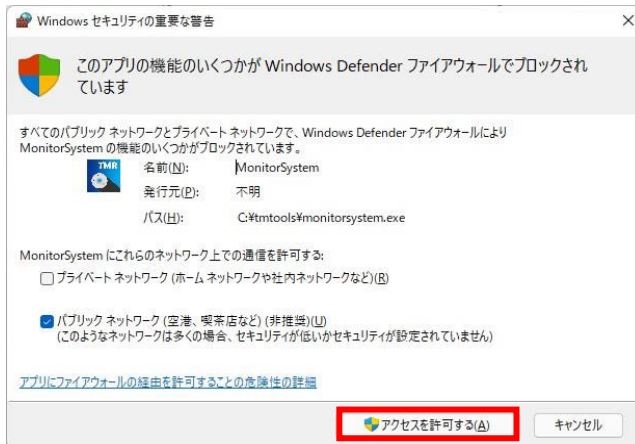 Windows セキュリティの重要な警告
このアプリの機能のいくつかが Windows Defender ファイアウォールでブロックされ
ています
すべてのパブリック ネットワークとプライベート ネットワークで、Windows Defender ファイアウォールにより
MonitorSystem の機能のいくつかがブロックされています。
TMR
名前(N): MonitorSystem
発行元(P): 不明
パス(H): C:¥tmtools¥monitorsystem.exe
MonitorSystem にこれらのネットワーク上での通信を許可する:
プライベート ネットワーク (ホーム ネットワークや社内ネットワークなど)(R)
パブリック ネットワーク (空港、喫茶店など) (非推奨)(U)
(このようなネットワークは多くの場合、セキュリティが低いかセキュリティが設定されていません)
アプリにファイアウォールの経由を許可することの危険性の詳細
アクセスを許可する(A) キャンセル